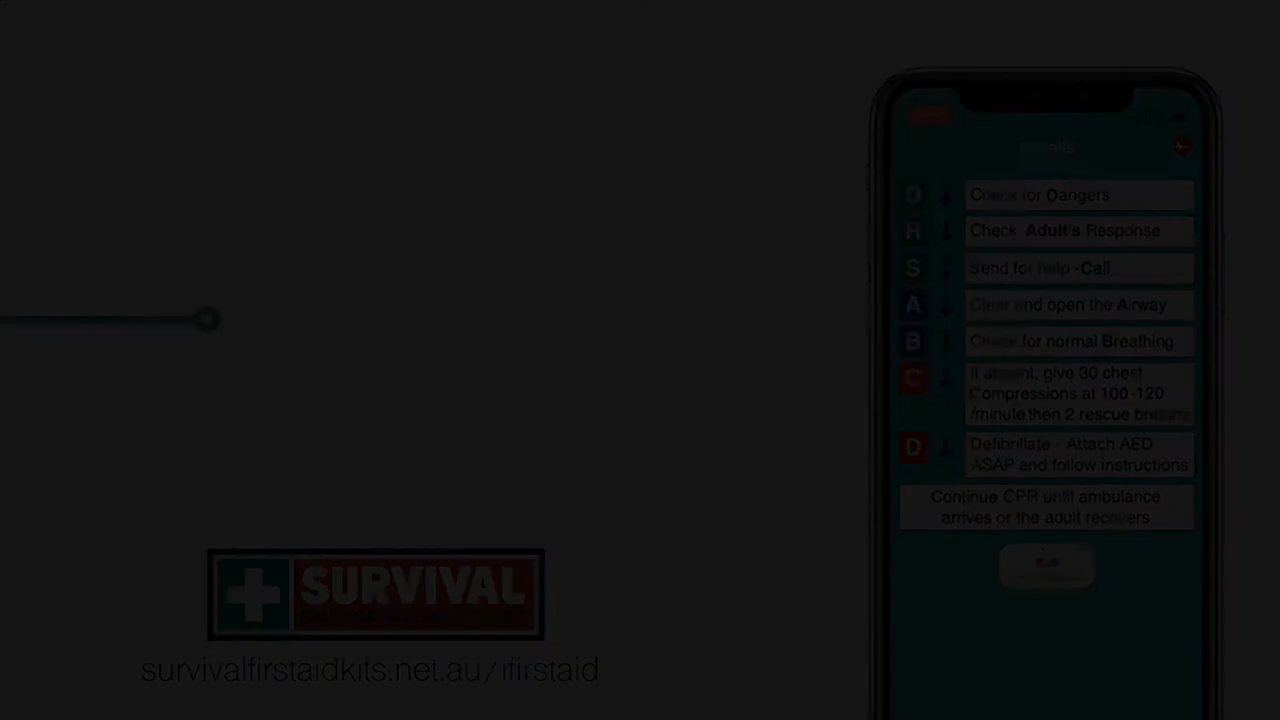 D Check for Dangers
R Check Adult's Response
S Send for help -Call
A Clear and open the Airway
B Check for normal Breathing
C If absent, give 30 chest
Compressions at 100-120
/minute then 2 rescue breaths
D Defibrillate - Attach AED
ASAP and follow instructions
Continue CPR until ambulance
arrives or the adult recovers
SURVIVAL
survivalfirstaidkits.net.au/ifirstaid